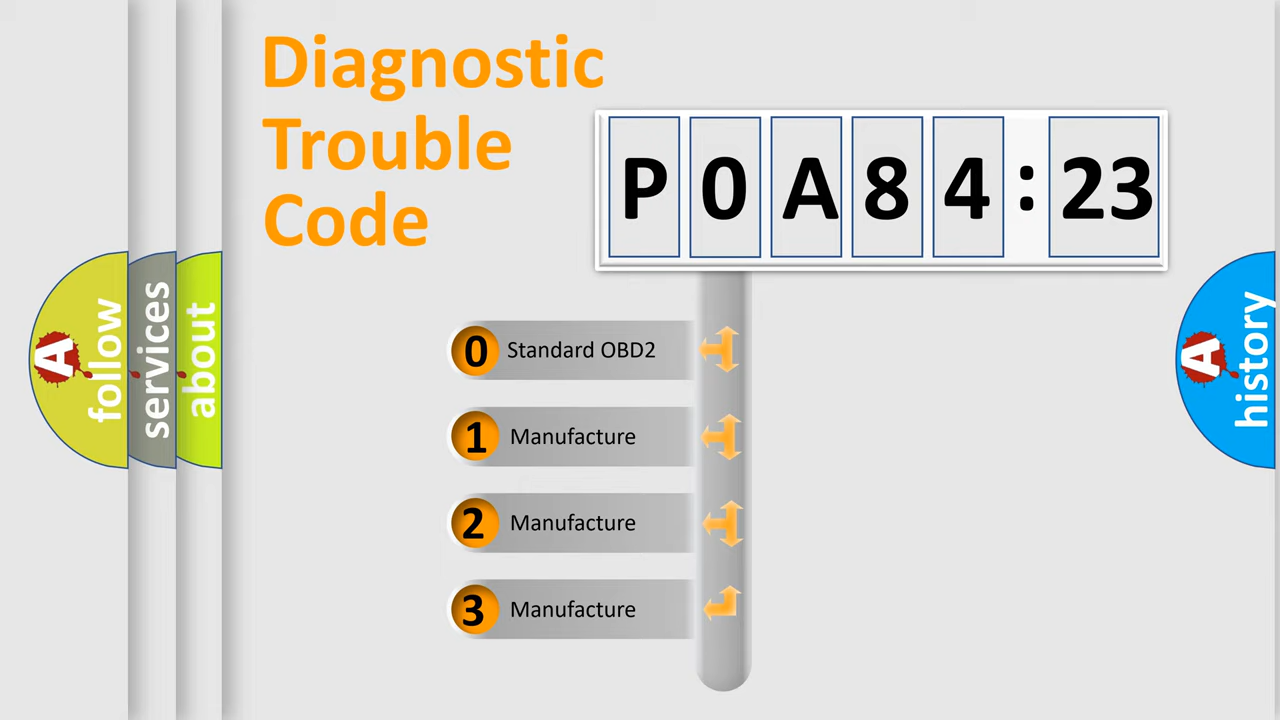 Diagnostic
Trouble
Code
P0A84:23
0 Standard OBD2
1 Manufacture
2 Manufacture
3 Manufacture
A follow
services
about
A history